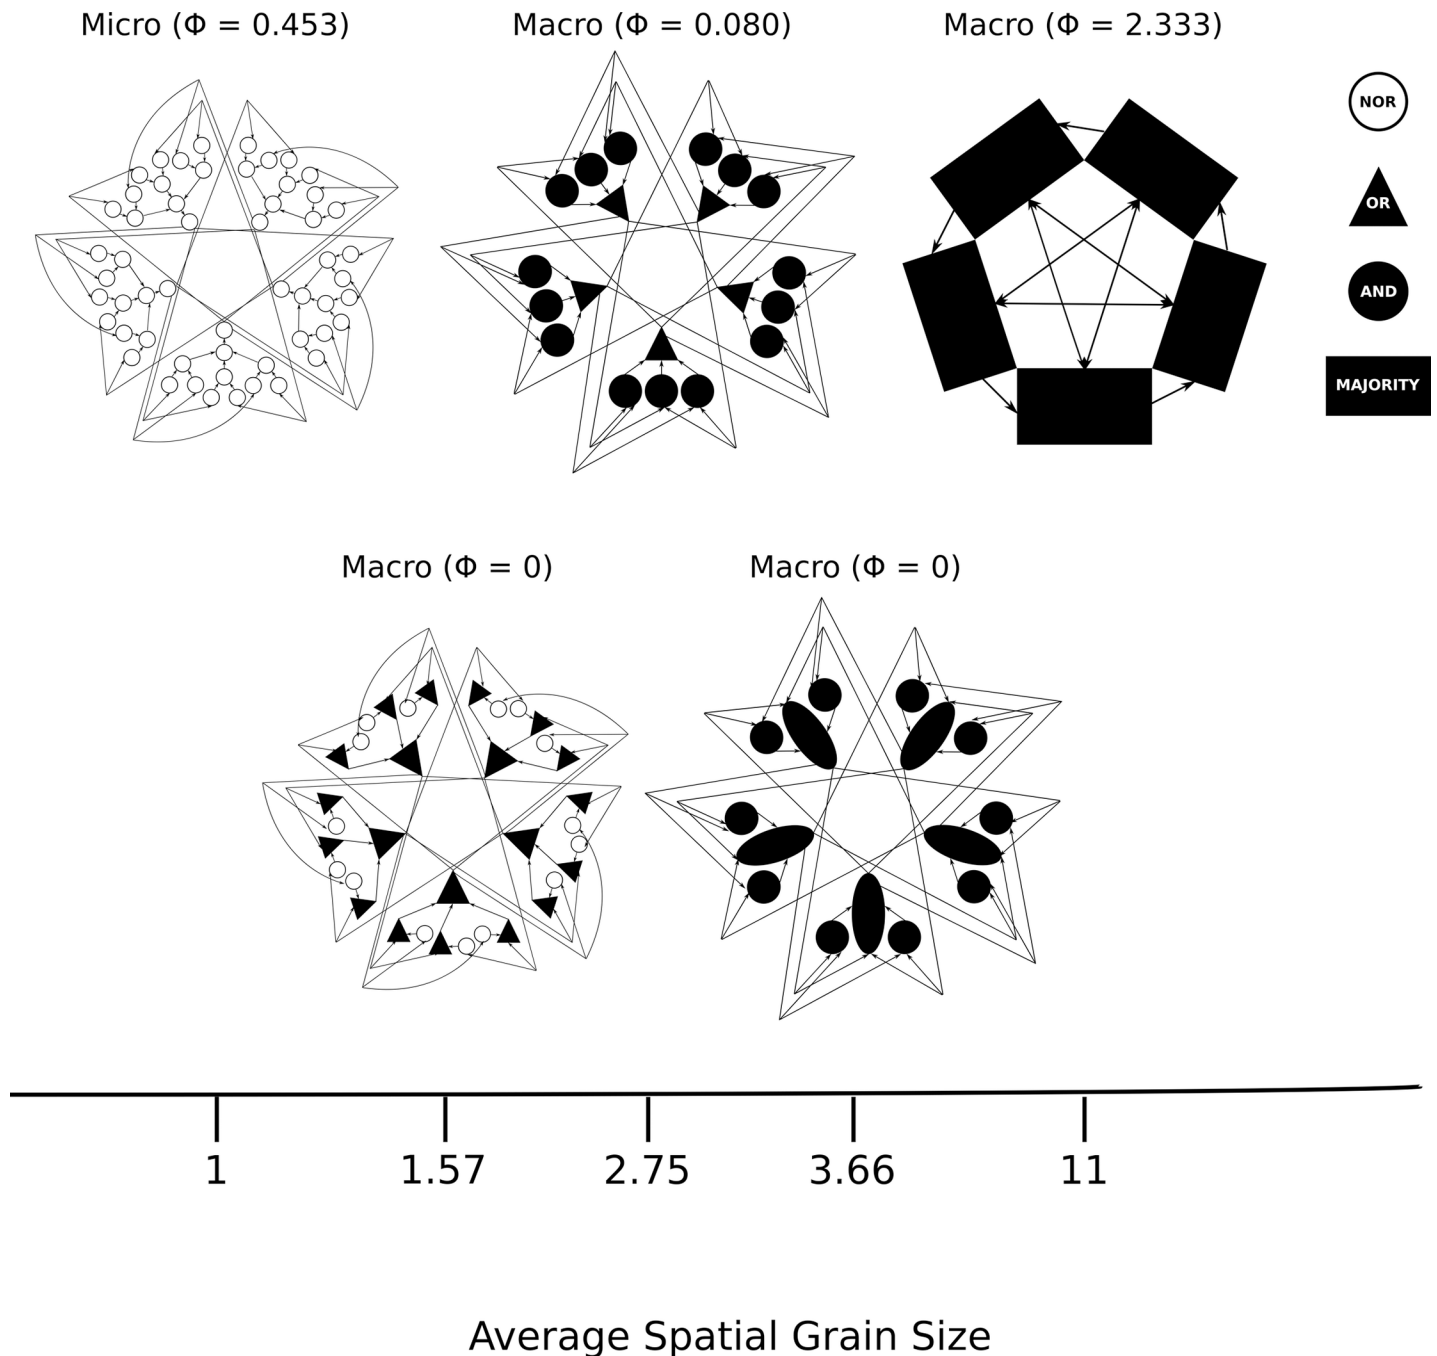 Micro (Φ = 0.453)
Macro (Φ = 0.080)
Macro (Φ = 2.333)
NOR
OR
AND
MAJORITY
Macro (Φ = 0)
Macro (Φ = 0)
1
1.57
2.75
3.66
11
Average Spatial Grain Size